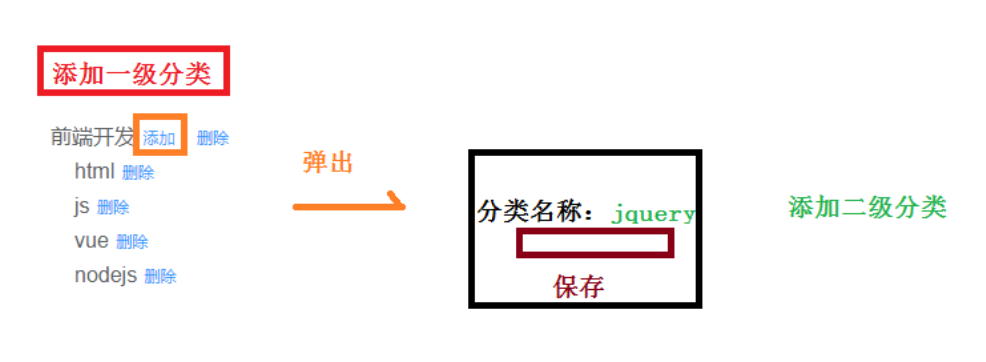 添加一级分类
前端开发 添加 删除
html 删除
js 删除
vue 删除
nodejs 删除
弹出
分类名称：jquery
保存
添加二级分类